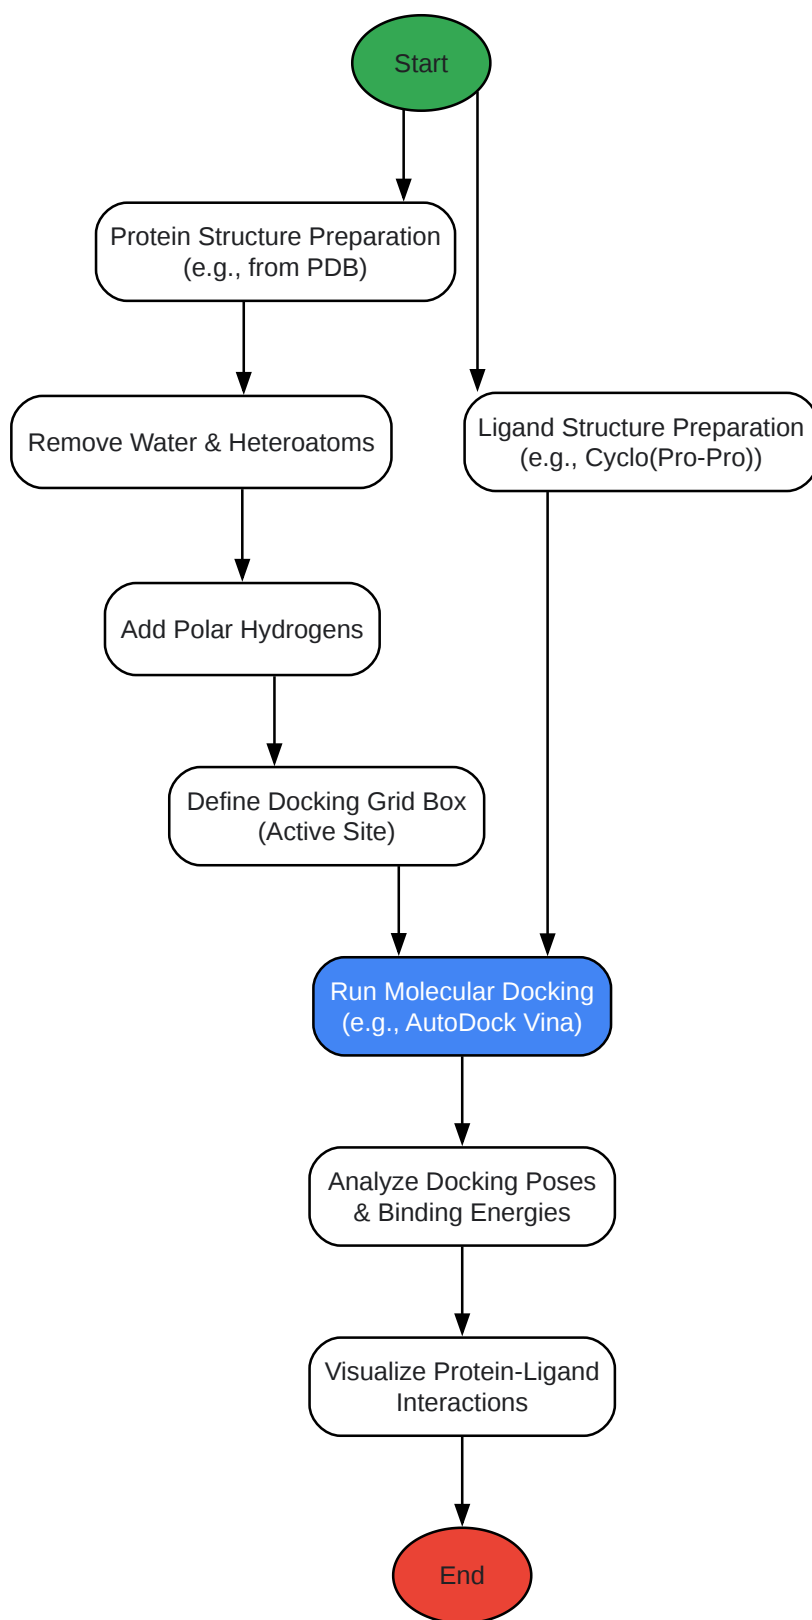 Start
Protein Structure Preparation
(e.g., from PDB)
Remove Water & Heteroatoms
Ligand Structure Preparation
(e.g., Cyclo(Pro-Pro))
Add Polar Hydrogens
Define Docking Grid Box
(Active Site)
Run Molecular Docking
(e.g., AutoDock Vina)
Analyze Docking Poses
& Binding Energies
Visualize Protein-Ligand
Interactions
End